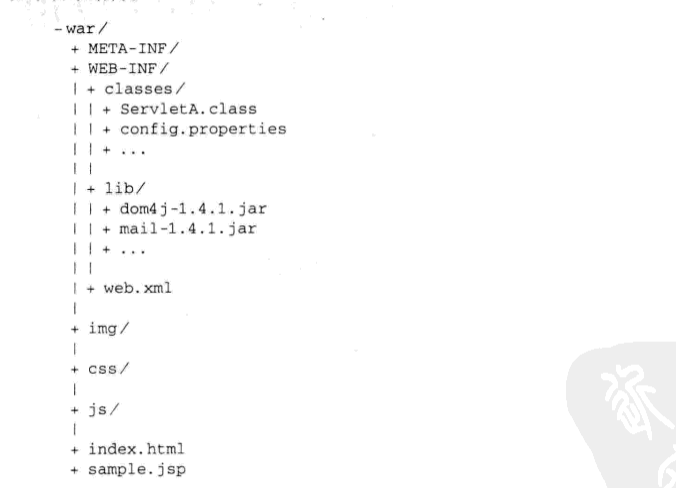 -war/
+ META-INF/
+ WEB-INF/
| + classes/
| | + ServletA.class
| | + config.properties
| | + ...
| |
| + lib/
| | + dom4j-1.4.1.jar
| | + mail-1.4.1.jar
| | + ...
| |
| + web.xml
|
+ img/
|
+ css/
|
+ js/
|
+ index.html
+ sample.jsp